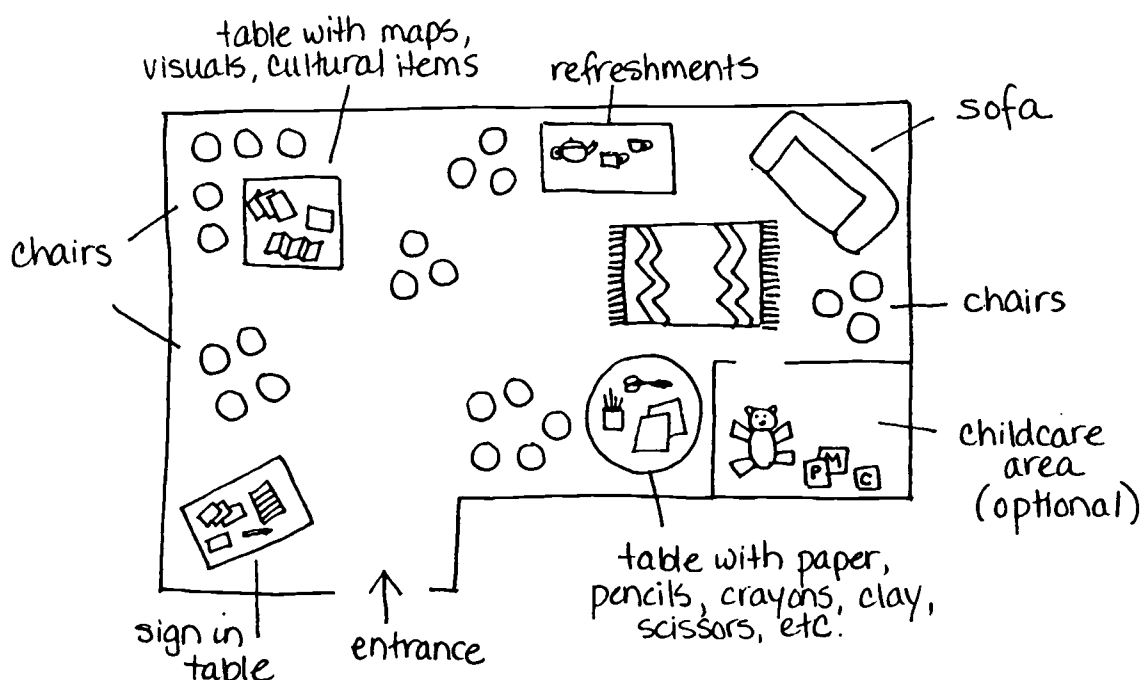 table with maps,
visuals, cultural items
refreshments
sofa
chairs
chairs
childcare
area
(optional)
P M C
table with paper,
pencils, crayons, clay,
scissors, etc.
sign in
table
entrance